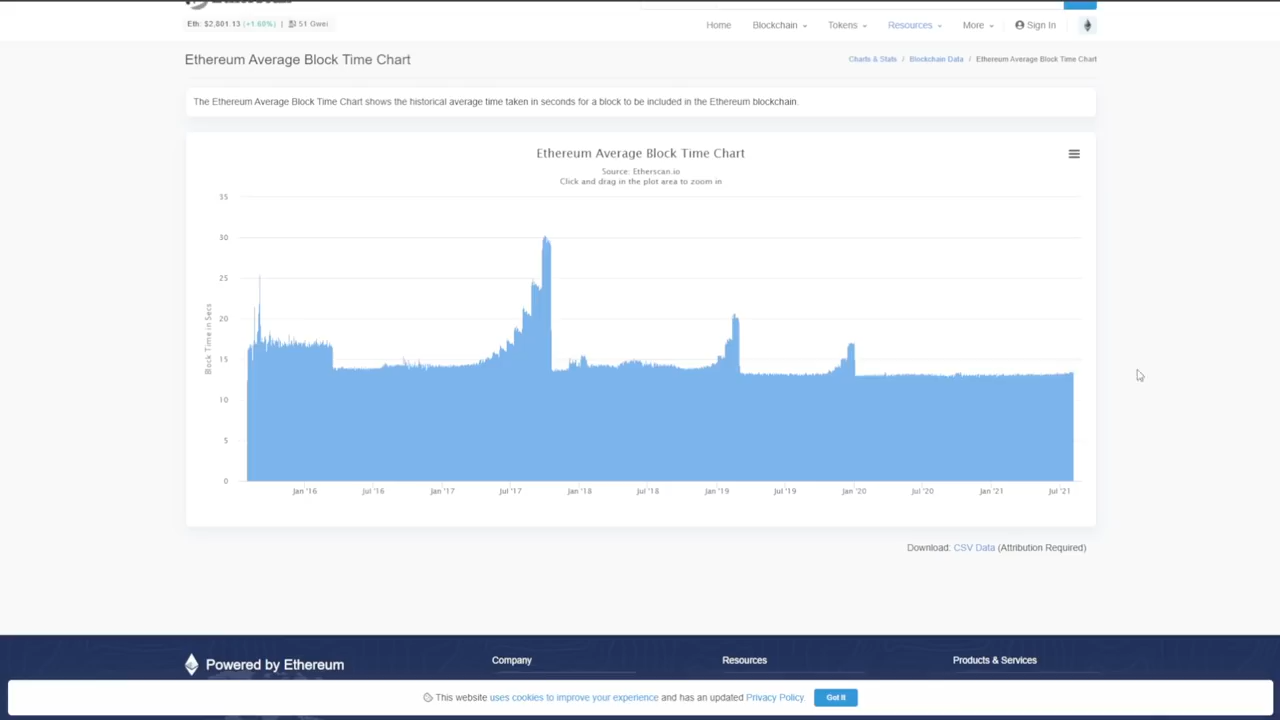 Eth: $2,801.13 (+1.60%) | 51 Gwei
Home Blockchain Tokens Resources More Sign In
Ethereum Average Block Time Chart
Charts & Stats / Blockchain Data / Ethereum Average Block Time Chart
The Ethereum Average Block Time Chart shows the historical average time taken in seconds for a block to be included in the Ethereum blockchain.
Ethereum Average Block Time Chart
Source: Etherscan.io
Click and drag in the plot area to zoom in
Block Time in Secs
35
30
25
20
15
10
5
0
Jan '16 Jul '16 Jan '17 Jul '17 Jan '18 Jul '18 Jan '19 Jul '19 Jan '20 Jul '20 Jan '21 Jul '21
Download: CSV Data (Attribution Required)
Powered by Ethereum
Company
Resources
Products & Services
This website uses cookies to improve your experience and has an updated Privacy Policy.
Got It